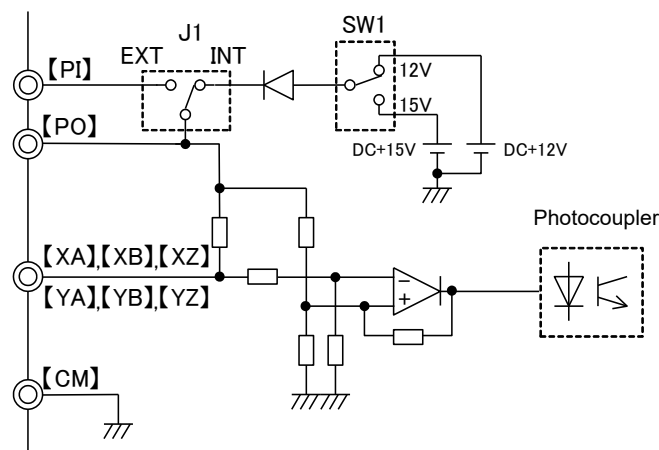 SW1
J1
EXT INT
【PI】
12V
15V
【PO】
DC+15V DC+12V
Photocoupler
【XA】,【XB】,【XZ】
【YA】,【YB】,【YZ】
−
+
【CM】